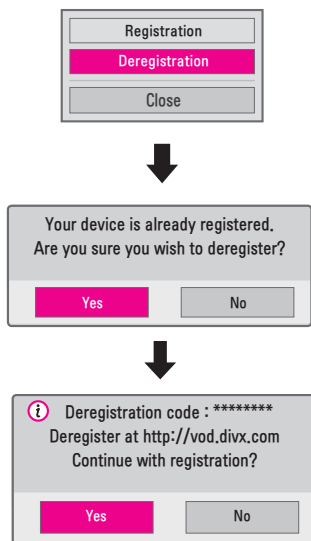 Registration
Deregistration
Close
Your device is already registered.
Are you sure you wish to deregister?
Yes
No
i Deregistration code : ********
Deregister at http://vod.divx.com
Continue with registration?
Yes
No